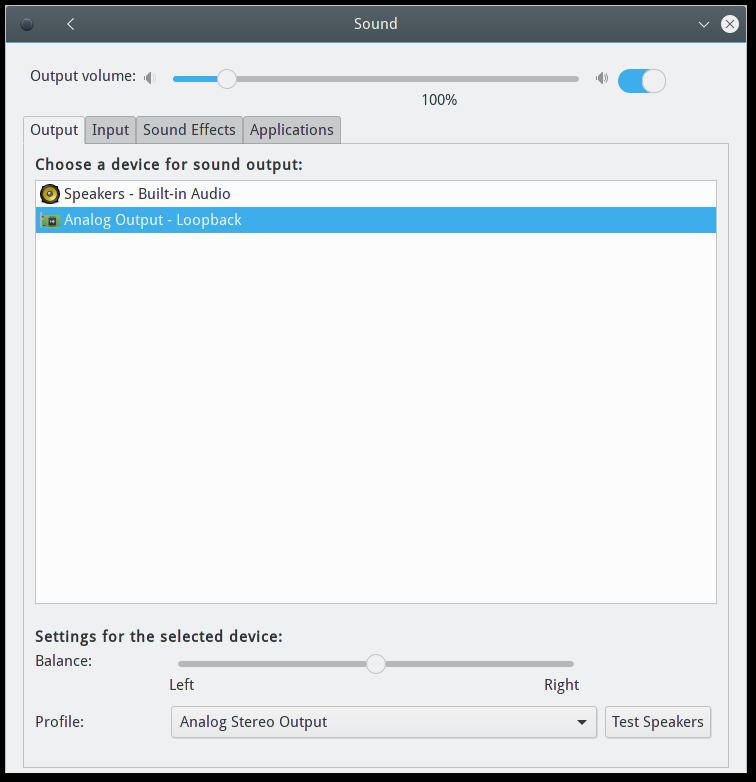 Sound
Output volume:
100%
Output Input Sound Effects Applications
Choose a device for sound output:
Speakers - Built-in Audio
Analog Output - Loopback
Settings for the selected device:
Balance:
Left Right
Profile: Analog Stereo Output Test Speakers